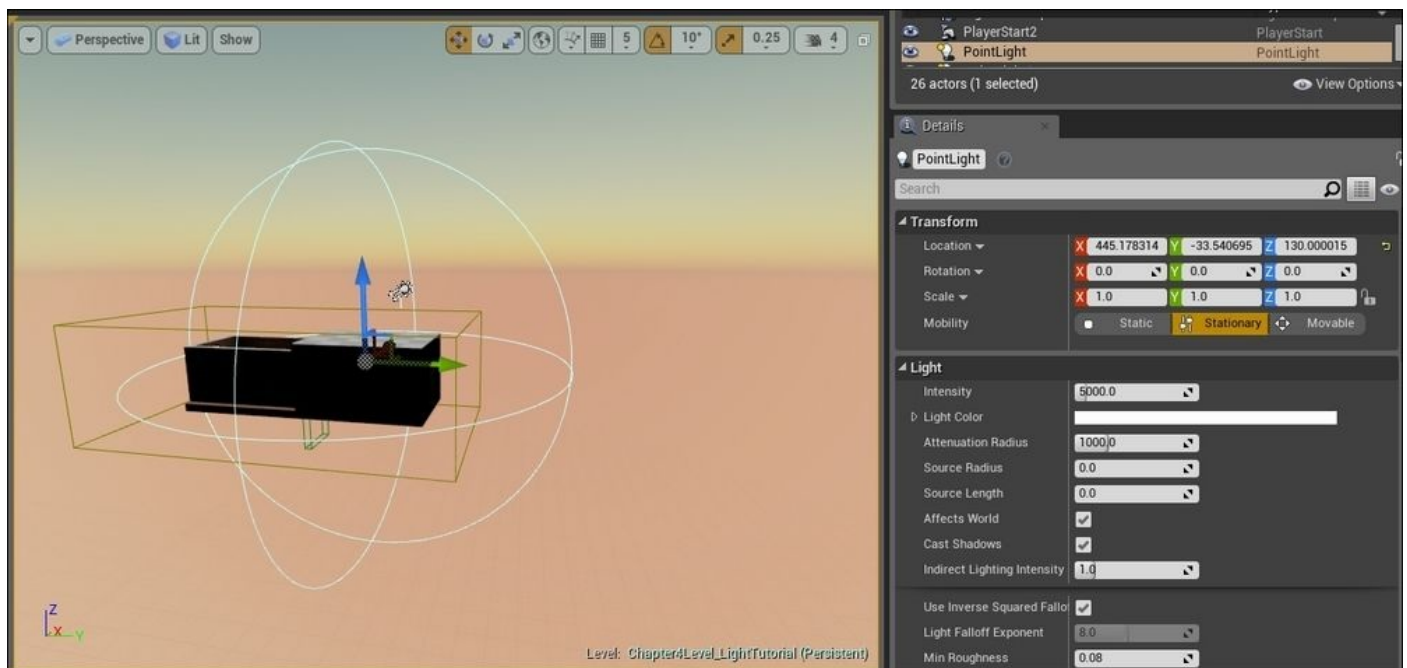 Perspective Lit Show 5 10° 0.25 4
Z
X Y
Level: Chapter4Level_LightTutorial (Persistent)
PlayerStart2 PlayerStart
PointLight PointLight
26 actors (1 selected) View Options
Details
PointLight
Search
Transform
Location X 445.178314 Y -33.540695 Z 130.000015
Rotation X 0.0 Y 0.0 Z 0.0
Scale X 1.0 Y 1.0 Z 1.0
Mobility Static Stationary Movable
Light
Intensity 5000.0
Light Color
Attenuation Radius 1000.0
Source Radius 0.0
Source Length 0.0
Affects World
Cast Shadows
Indirect Lighting Intensity 1.0
Use Inverse Squared Fallo
Light Falloff Exponent 8.0
Min Roughness 0.08